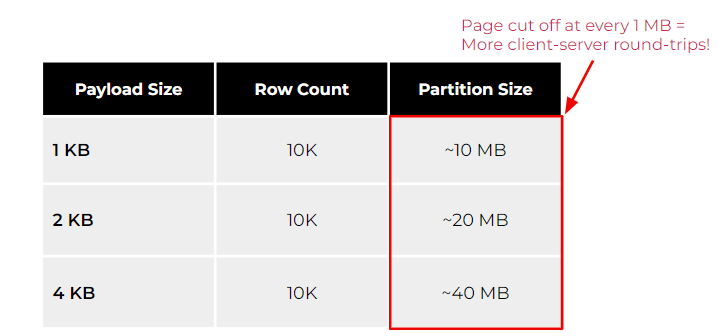 Page cut off at every 1 MB =
More client-server round-trips!
Payload Size Row Count Partition Size
1 KB 10K ~10 MB
2 KB 10K ~20 MB
4 KB 10K ~40 MB